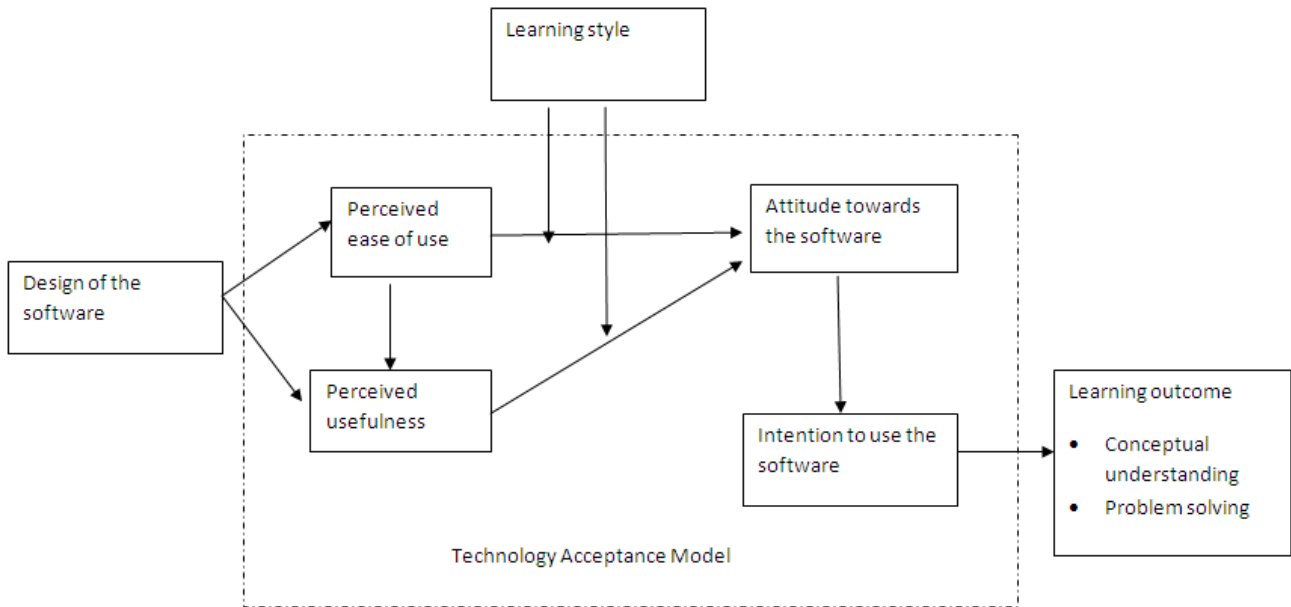 Learning style
Perceived
ease of use
Attitude towards
the software
Design of the
software
Perceived
usefulness
Intention to use the
software
Learning outcome
• Conceptual
understanding
• Problem solving
Technology Acceptance Model